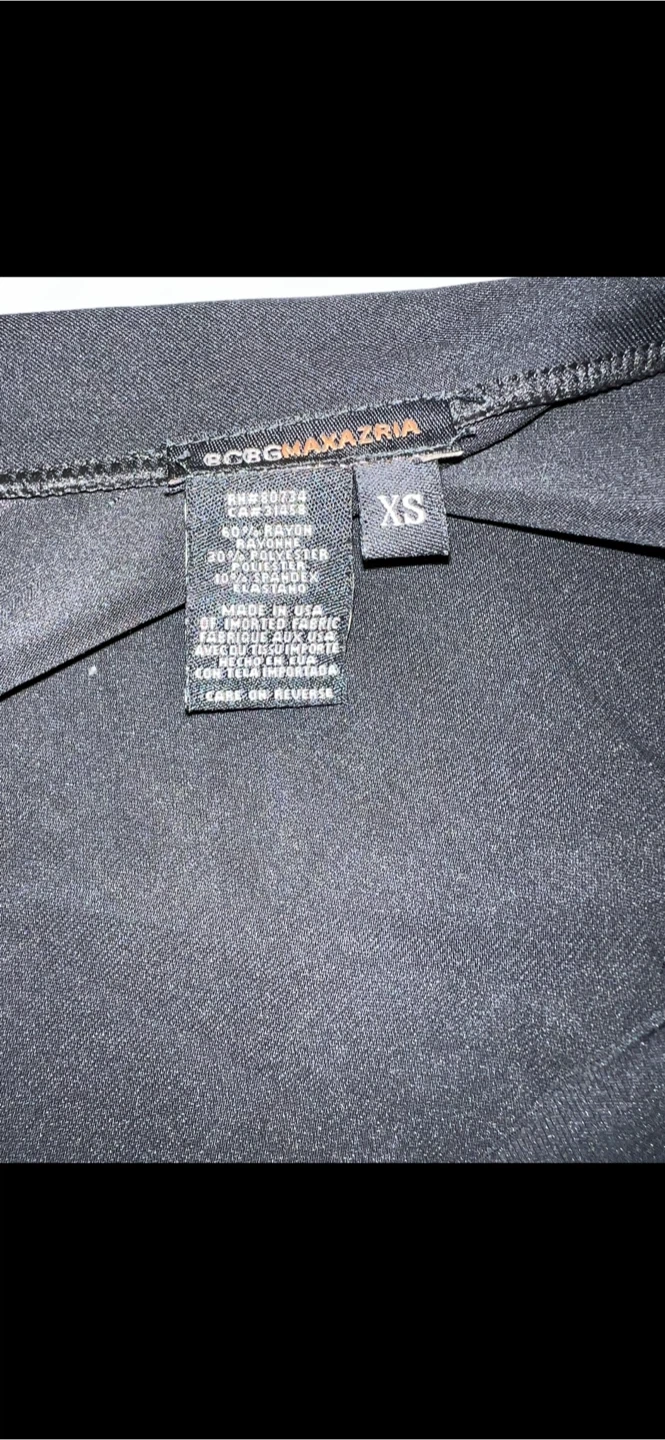 BCBGMAXAZRIA
XS
RN#80734
CA#31458
60% RAYON
RAYONNE
30% POLYESTER
POLIESTER
10% SPANDEX
ELASTANO
MADE IN USA
OF IMPORTED FABRIC
FABRIQUE AUX USA
AVEC DU TISSU IMPORTE
HECHO EN EUA
CON TELA IMPORTADA
CARE ON REVERSE